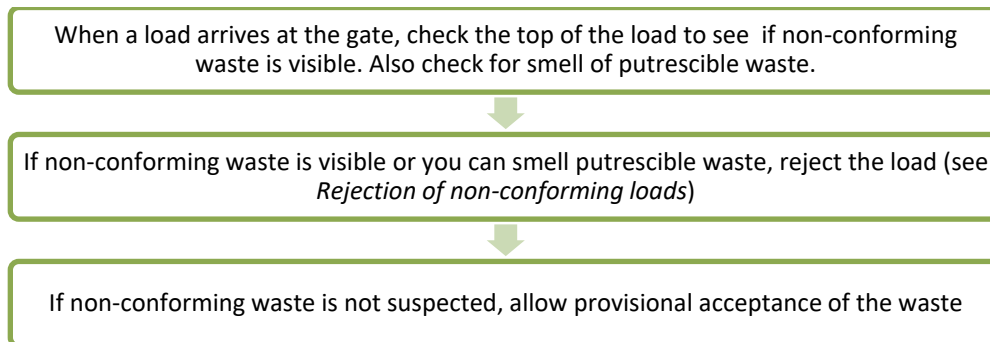 When a load arrives at the gate, check the top of the load to see  if non-conforming
waste is visible. Also check for smell of putrescible waste.
If non-conforming waste is visible or you can smell putrescible waste, reject the load (see
Rejection of non-conforming loads)
If non-conforming waste is not suspected, allow provisional acceptance of the waste